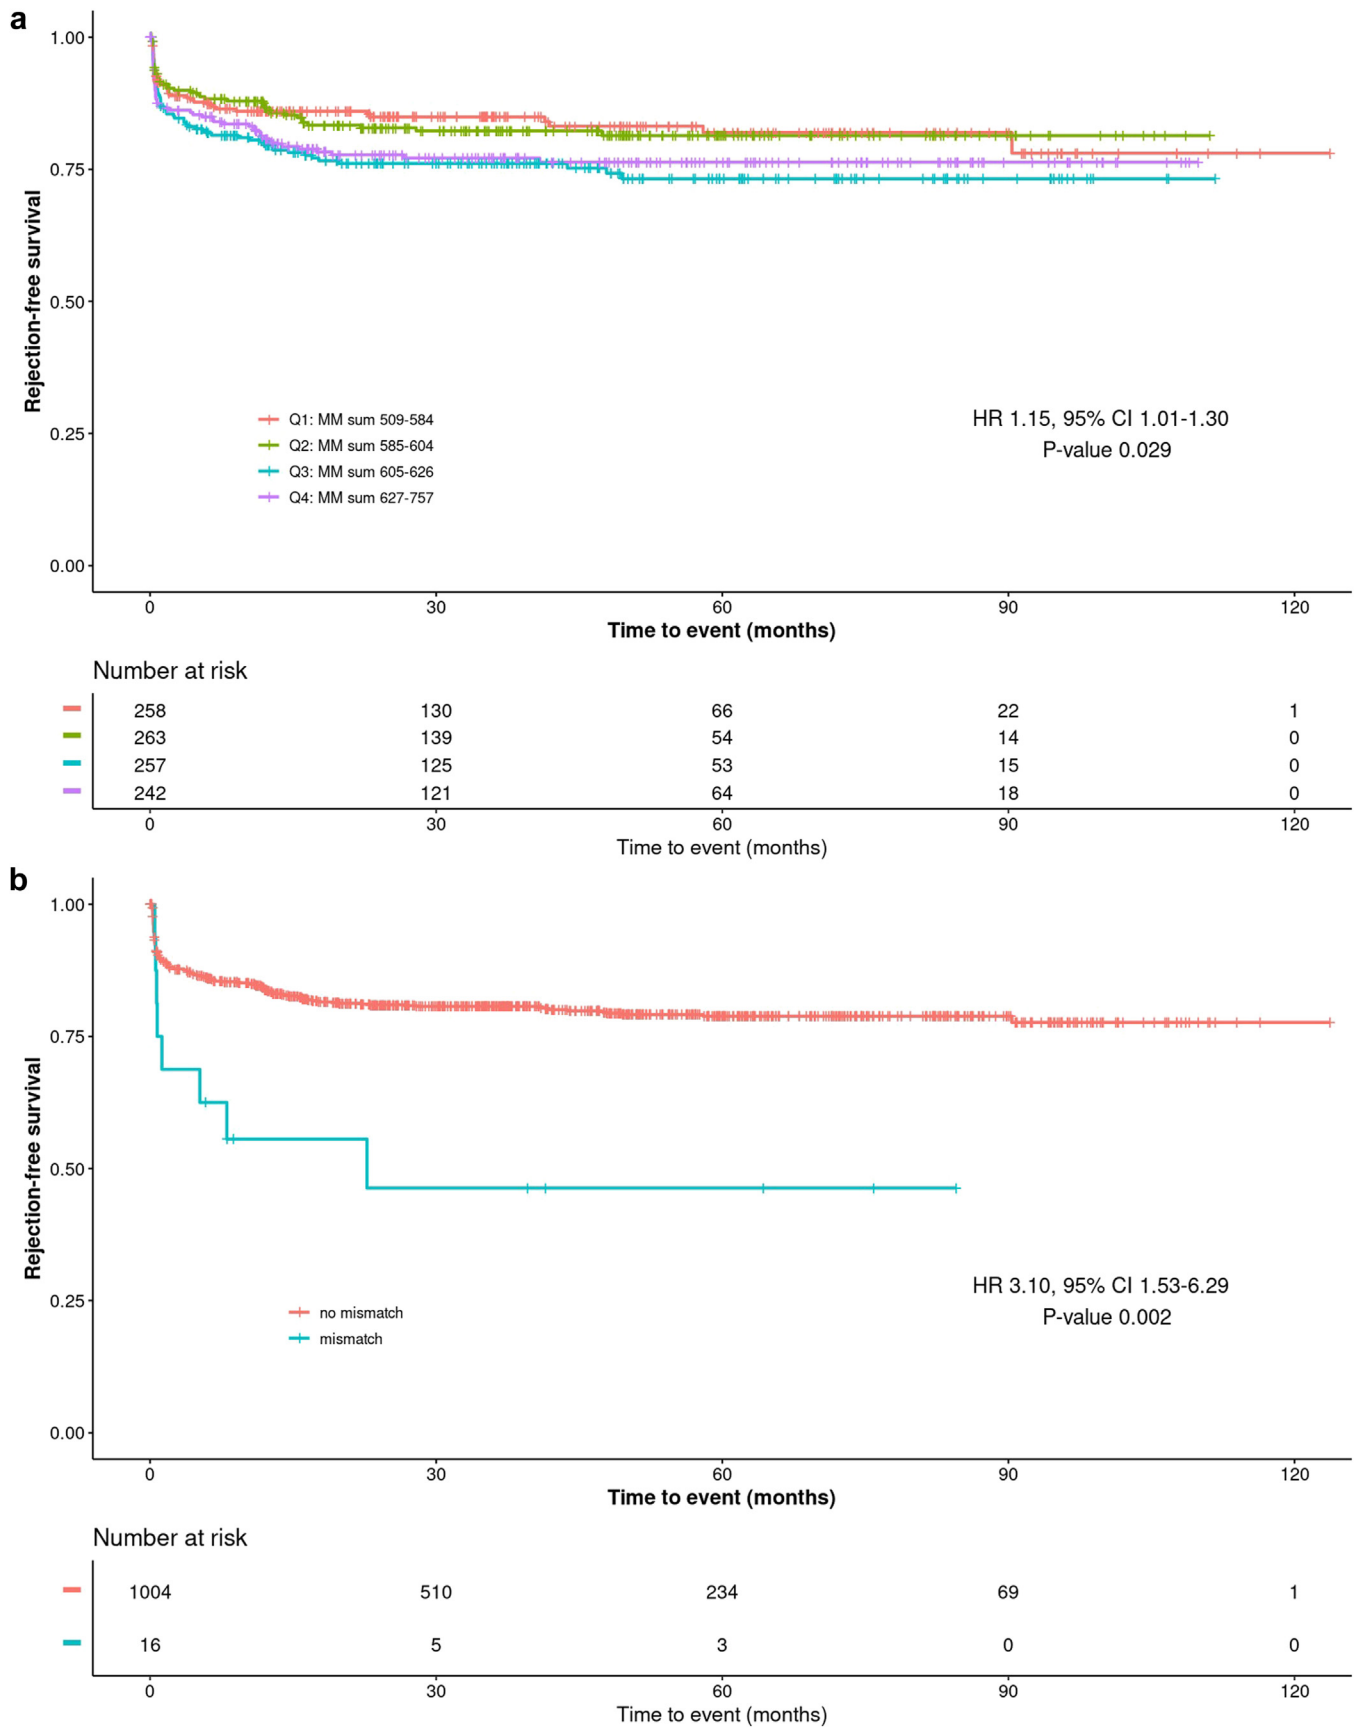 a
1.00
0.75
0.50
0.25
0.00
Rejection-free survival
Q1: MM sum 509-584
Q2: MM sum 585-604
Q3: MM sum 605-626
Q4: MM sum 627-757
HR 1.15, 95% CI 1.01-1.30
P-value 0.029
0 30 60 90 120
Time to event (months)
Number at risk
258 130 66 22 1
263 139 54 14 0
257 125 53 15 0
242 121 64 18 0
0 30 60 90 120
Time to event (months)
b
1.00
0.75
0.50
0.25
0.00
Rejection-free survival
no mismatch
mismatch
HR 3.10, 95% CI 1.53-6.29
P-value 0.002
0 30 60 90 120
Time to event (months)
Number at risk
1004 510 234 69 1
16 5 3 0 0
0 30 60 90 120
Time to event (months)